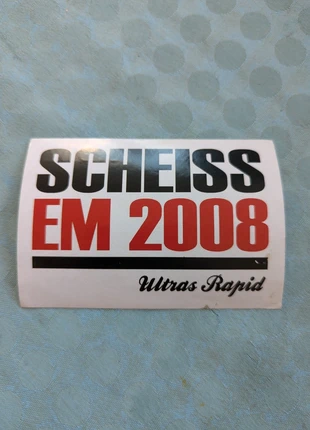 SCHEISS
EM 2008
Ultras Rapid